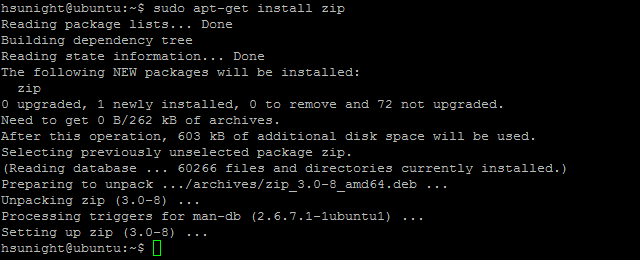 hsunight@ubuntu:~$ sudo apt-get install zip
Reading package lists... Done
Building dependency tree
Reading state information... Done
The following NEW packages will be installed:
  zip
0 upgraded, 1 newly installed, 0 to remove and 72 not upgraded.
Need to get 0 B/262 kB of archives.
After this operation, 603 kB of additional disk space will be used.
Selecting previously unselected package zip.
(Reading database ... 60266 files and directories currently installed.)
Preparing to unpack .../archives/zip_3.0-8_amd64.deb ...
Unpacking zip (3.0-8) ...
Processing triggers for man-db (2.6.7.1-1ubuntu1) ...
Setting up zip (3.0-8) ...
hsunight@ubuntu:~$